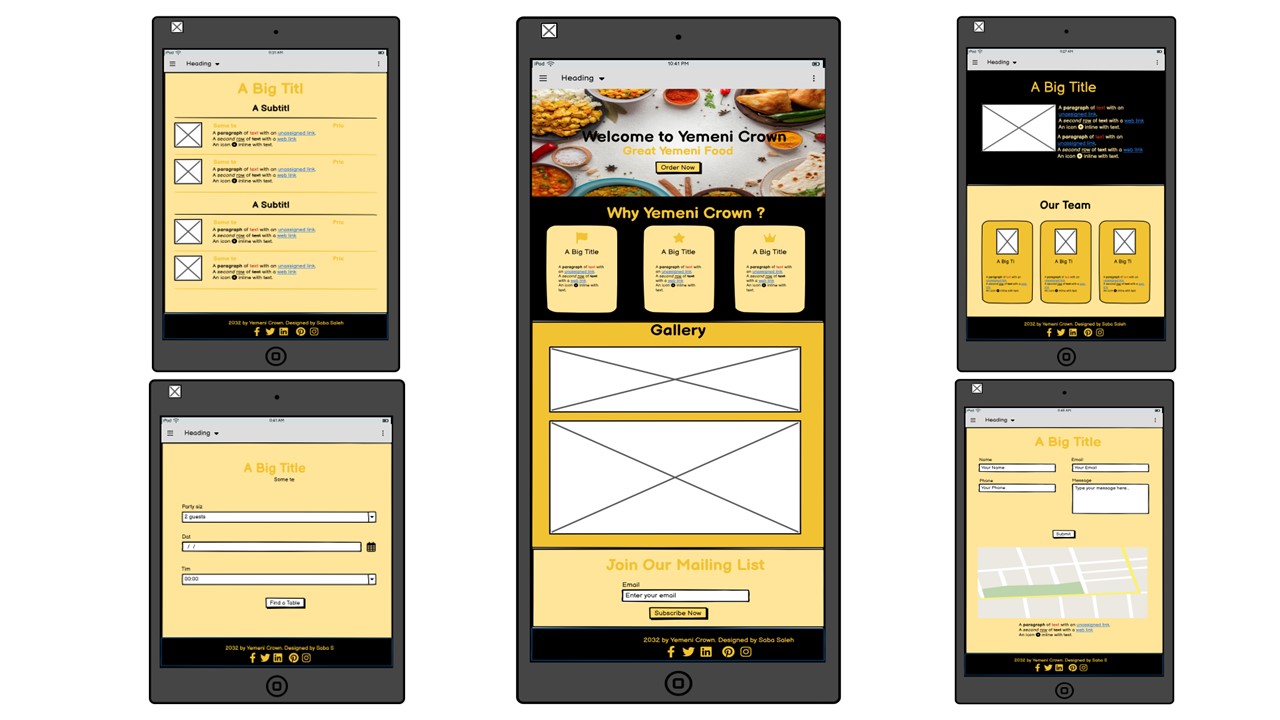 iPad
11:01 AM
Heading
A Big Titl
A Subtitl
Some te
Pric
A paragraph of text with an unassigned link.
A second row of text with a web link
An icon inline with text.
Some te
Pric
A paragraph of text with an unassigned link.
A second row of text with a web link
An icon inline with text.
A Subtitl
Some te
Pric
A paragraph of text with an unassigned link.
A second row of text with a web link
An icon inline with text.
Some te
Pric
A paragraph of text with an unassigned link.
A second row of text with a web link
An icon inline with text.
2032 by Yemeni Crown. Designed by Saba Saleh
iPad
Heading
A Big Title
Some te
Party siz
2 guests
Dat
/ /
Tim
00:00
Find a Table
2032 by Yemeni Crown. Designed by Saba S
iPad
10:41 PM
Heading
Welcome to Yemeni Crown
Great Yemeni Food
Order Now
Why Yemeni Crown ?
A Big Title
A paragraph of text with
an unassigned link.
A second row of text
with a web link
An icon inline with
text.
A Big Title
A paragraph of text with
an unassigned link.
A second row of text
with a web link
An icon inline with
text.
A Big Title
A paragraph of text with
an unassigned link.
A second row of text
with a web link
An icon inline with
text.
Gallery
Join Our Mailing List
Email
Enter your email
Subscribe Now
2032 by Yemeni Crown. Designed by Saba Saleh
iPad
Heading
A Big Title
A paragraph of text with an
unassigned link.
A second row of text with a web link
An icon inline with text.
A paragraph of text with an
unassigned link.
A second row of text with a web link
An icon inline with text.
Our Team
A Big Ti
A Big Ti
A Big Ti
2032 by Yemeni Crown. Designed by Saba Saleh
iPad
Heading
A Big Title
Name
Your Name
Email
Your Email
Phone
Your Phone
Message
Type your message here..
Submit
A paragraph of text with an unassigned link.
A second row of text with a web link
An icon inline with text.
2032 by Yemeni Crown. Designed by Saba S